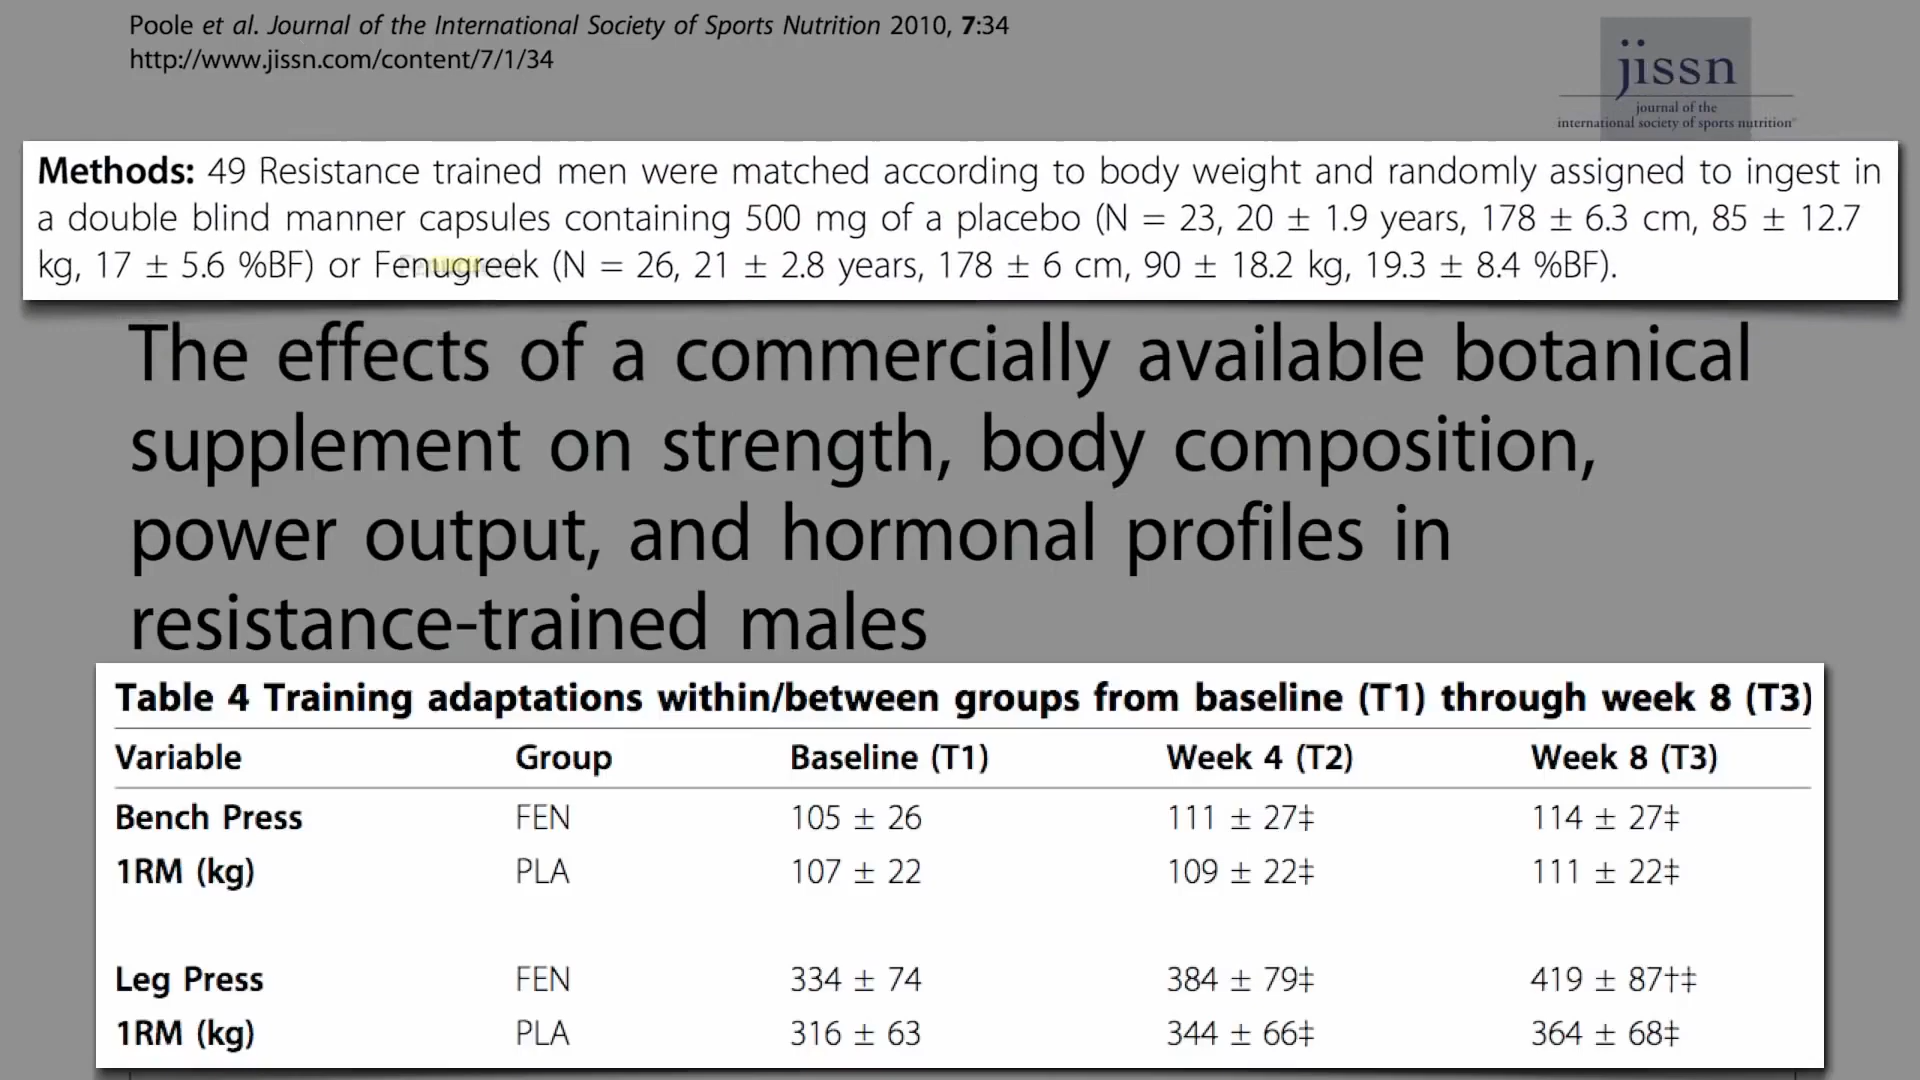 Poole et al. Journal of the International Society of Sports Nutrition 2010, 7:34
http://www.jissn.com/content/7/1/34
jissn
journal of the
international society of sports nutrition
Methods: 49 Resistance trained men were matched according to body weight and randomly assigned to ingest in
a double blind manner capsules containing 500 mg of a placebo (N = 23, 20 ± 1.9 years, 178 ± 6.3 cm, 85 ± 12.7
kg, 17 ± 5.6 %BF) or Fenugreek (N = 26, 21 ± 2.8 years, 178 ± 6 cm, 90 ± 18.2 kg, 19.3 ± 8.4 %BF).
The effects of a commercially available botanical
supplement on strength, body composition,
power output, and hormonal profiles in
resistance-trained males
Table 4 Training adaptations within/between groups from baseline (T1) through week 8 (T3)
Variable Group Baseline (T1) Week 4 (T2) Week 8 (T3)
Bench Press FEN 105 ± 26 111 ± 27‡ 114 ± 27‡
1RM (kg) PLA 107 ± 22 109 ± 22‡ 111 ± 22‡
Leg Press FEN 334 ± 74 384 ± 79‡ 419 ± 87†‡
1RM (kg) PLA 316 ± 63 344 ± 66‡ 364 ± 68‡